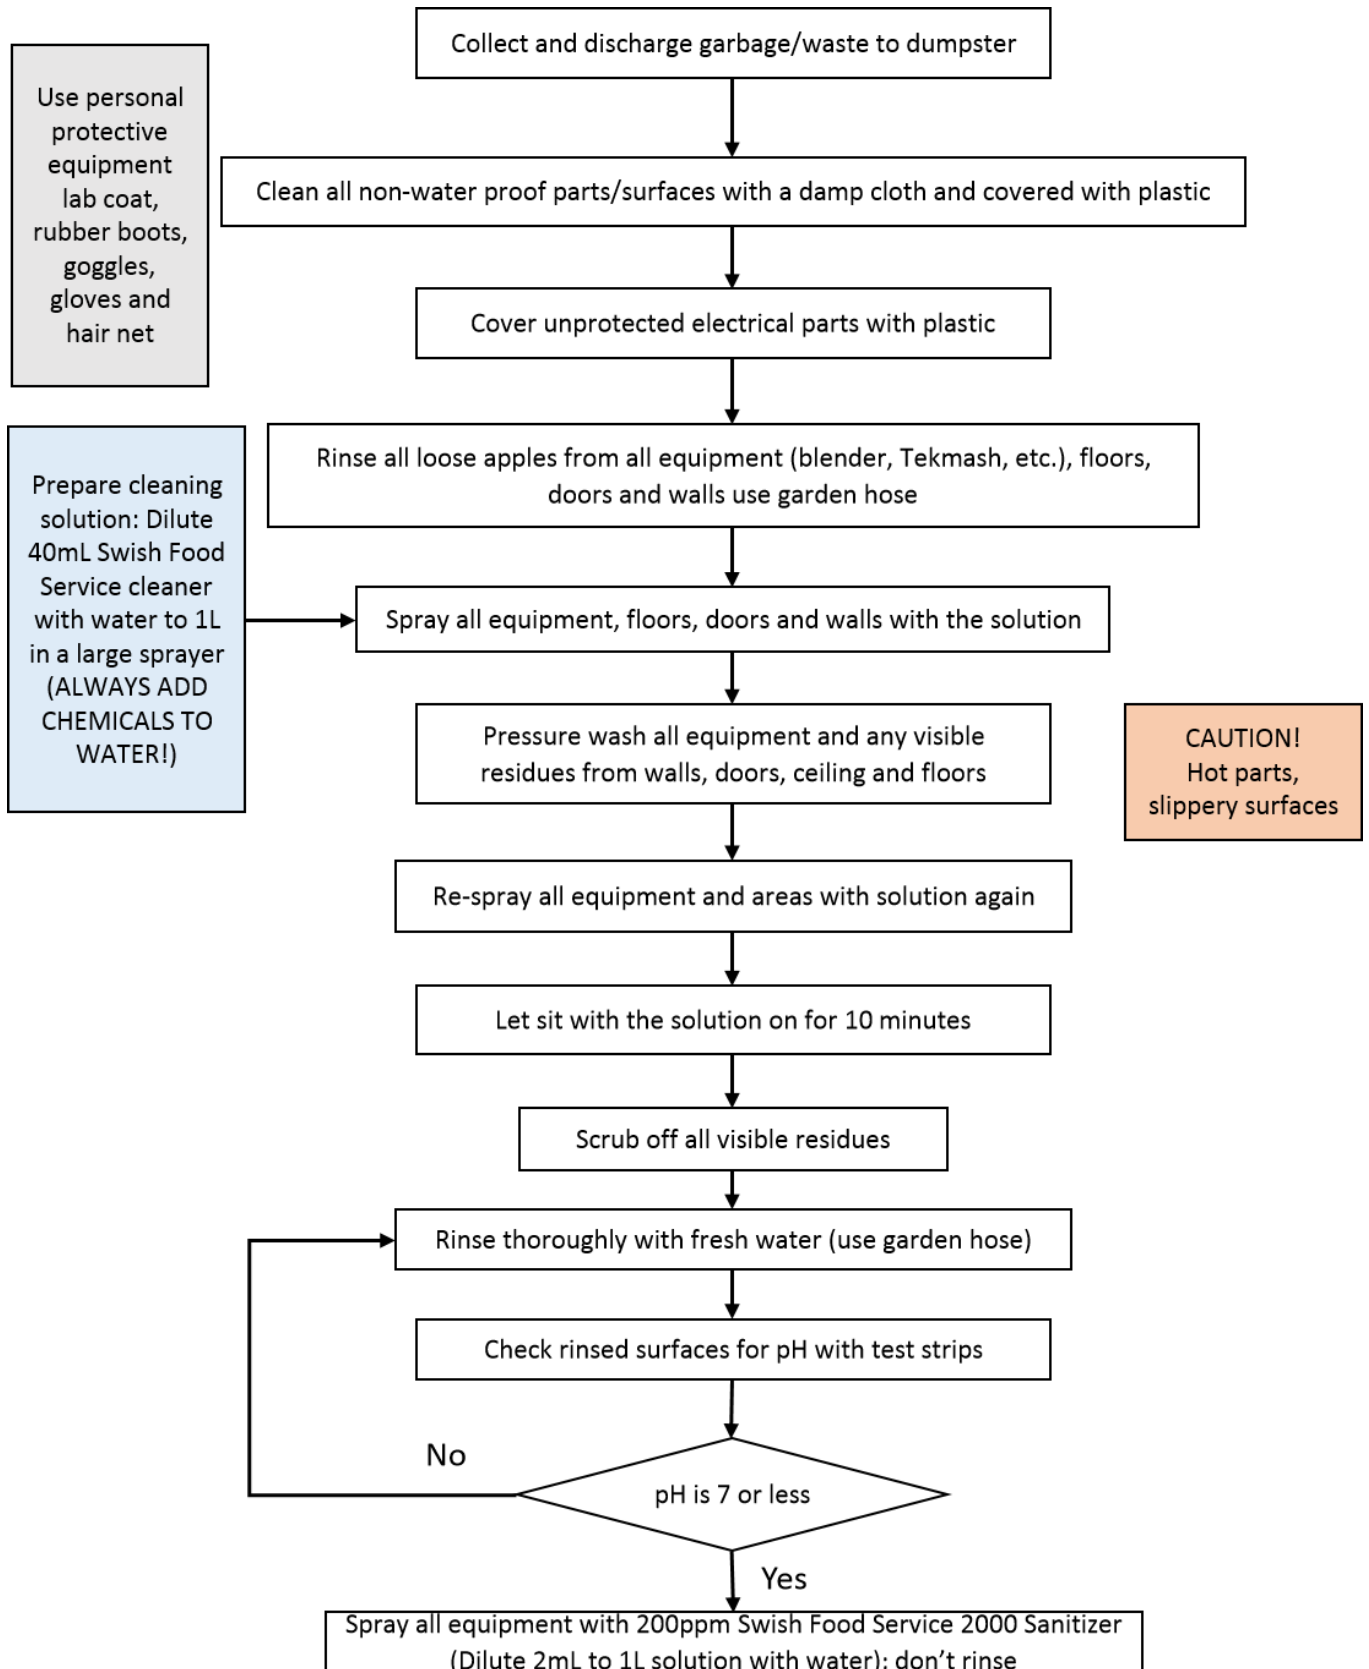 Collect and discharge garbage/waste to dumpster
Use personal
protective
equipment
lab coat,
rubber boots,
goggles,
gloves and
hair net
Clean all non-water proof parts/surfaces with a damp cloth and covered with plastic
Cover unprotected electrical parts with plastic
Rinse all loose apples from all equipment (blender, Tekmash, etc.), floors,
doors and walls use garden hose
Prepare cleaning
solution: Dilute
40mL Swish Food
Service cleaner
with water to 1L
in a large sprayer
(ALWAYS ADD
CHEMICALS TO
WATER!)
Spray all equipment, floors, doors and walls with the solution
Pressure wash all equipment and any visible
residues from walls, doors, ceiling and floors
CAUTION!
Hot parts,
slippery surfaces
Re-spray all equipment and areas with solution again
Let sit with the solution on for 10 minutes
Scrub off all visible residues
Rinse thoroughly with fresh water (use garden hose)
Check rinsed surfaces for pH with test strips
No
pH is 7 or less
Yes
Spray all equipment with 200ppm Swish Food Service 2000 Sanitizer
(Dilute 2mL to 1L solution with water); don't rinse